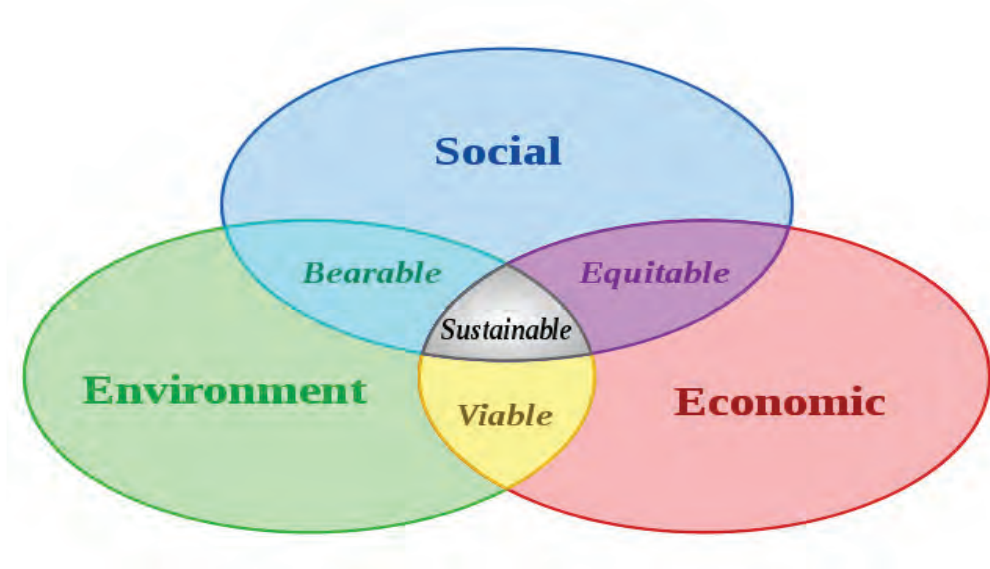 Social
Bearable
Equitable
Sustainable
Environment
Economic
Viable